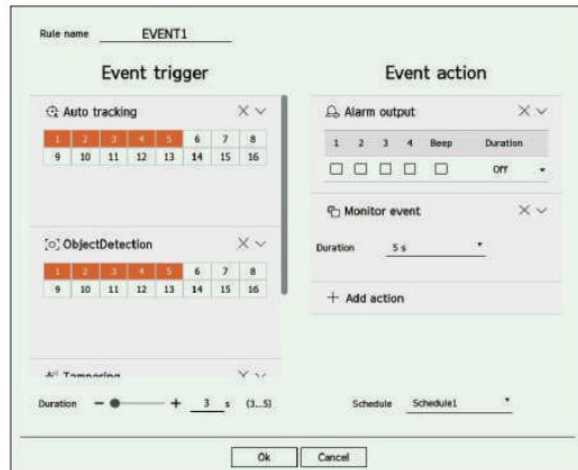 Rule name EVENT1
Event trigger
Auto tracking
1 2 3 4 5 6 7 8
9 10 11 12 13 14 15 16
ObjectDetection
1 2 3 4 5 6 7 8
9 10 11 12 13 14 15 16
Tampering
Duration 3 s (3...5)
Event action
Alarm output
1 2 3 4 Beep Duration
Off
Monitor event
Duration 5 s
+ Add action
Schedule Schedule1
Ok Cancel